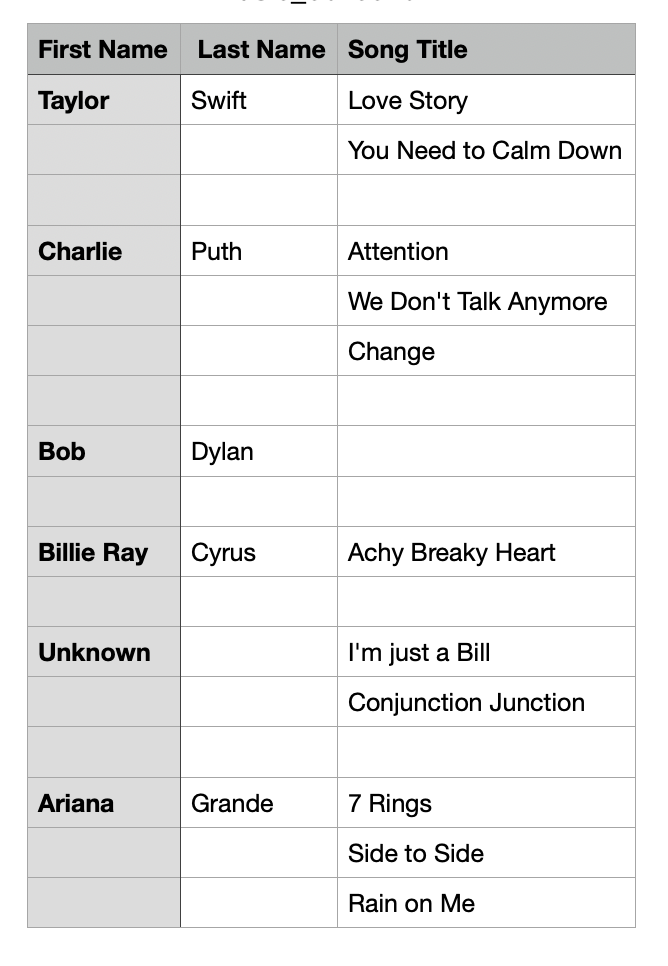 First Name Last Name Song Title
Taylor Swift Love Story
You Need to Calm Down
Charlie Puth Attention
We Don't Talk Anymore
Change
Bob Dylan
Billie Ray Cyrus Achy Breaky Heart
Unknown I'm just a Bill
Conjunction Junction
Ariana Grande 7 Rings
Side to Side
Rain on Me